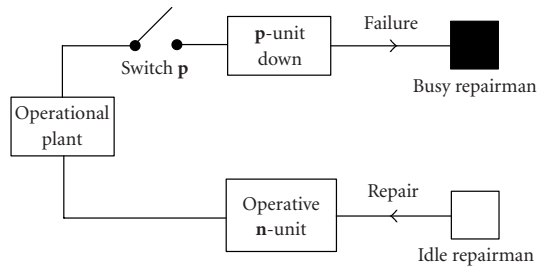 Switch p
p-unit
down
Failure
Busy repairman
Operational
plant
Operative
n-unit
Repair
Idle repairman